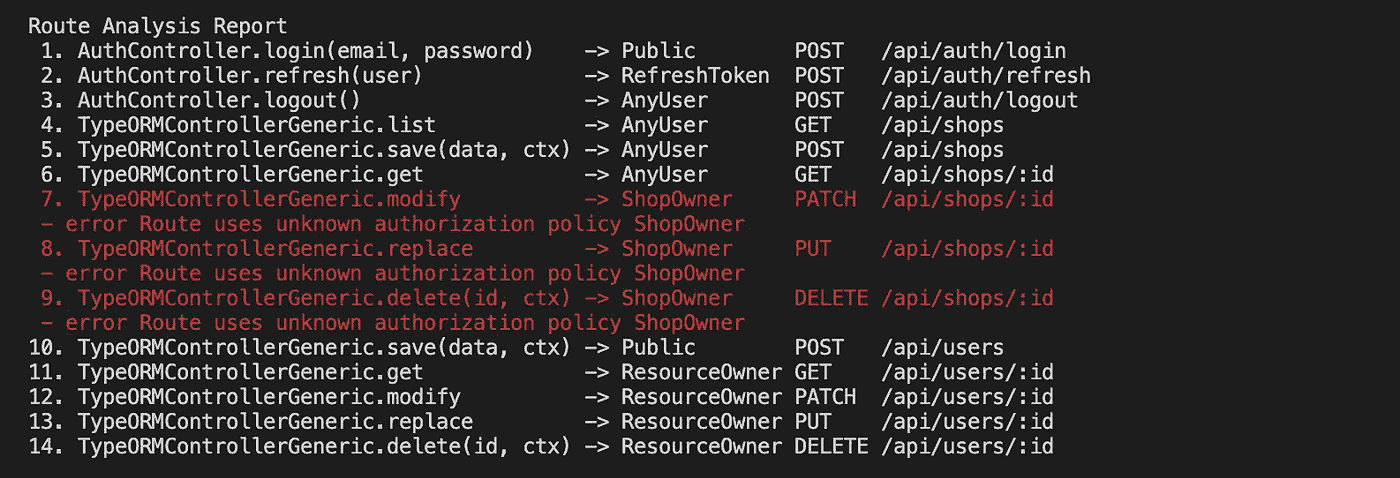 Route Analysis Report
1. AuthController.login(email, password) -> Public POST /api/auth/login
2. AuthController.refresh(user) -> RefreshToken POST /api/auth/refresh
3. AuthController.logout() -> AnyUser POST /api/auth/logout
4. TypeORMControllerGeneric.list -> AnyUser GET /api/shops
5. TypeORMControllerGeneric.save(data, ctx) -> AnyUser POST /api/shops
6. TypeORMControllerGeneric.get -> AnyUser GET /api/shops/:id
7. TypeORMControllerGeneric.modify -> ShopOwner PATCH /api/shops/:id
- error Route uses unknown authorization policy ShopOwner
8. TypeORMControllerGeneric.replace -> ShopOwner PUT /api/shops/:id
- error Route uses unknown authorization policy ShopOwner
9. TypeORMControllerGeneric.delete(id, ctx) -> ShopOwner DELETE /api/shops/:id
- error Route uses unknown authorization policy ShopOwner
10. TypeORMControllerGeneric.save(data, ctx) -> Public POST /api/users
11. TypeORMControllerGeneric.get -> ResourceOwner GET /api/users/:id
12. TypeORMControllerGeneric.modify -> ResourceOwner PATCH /api/users/:id
13. TypeORMControllerGeneric.replace -> ResourceOwner PUT /api/users/:id
14. TypeORMControllerGeneric.delete(id, ctx) -> ResourceOwner DELETE /api/users/:id